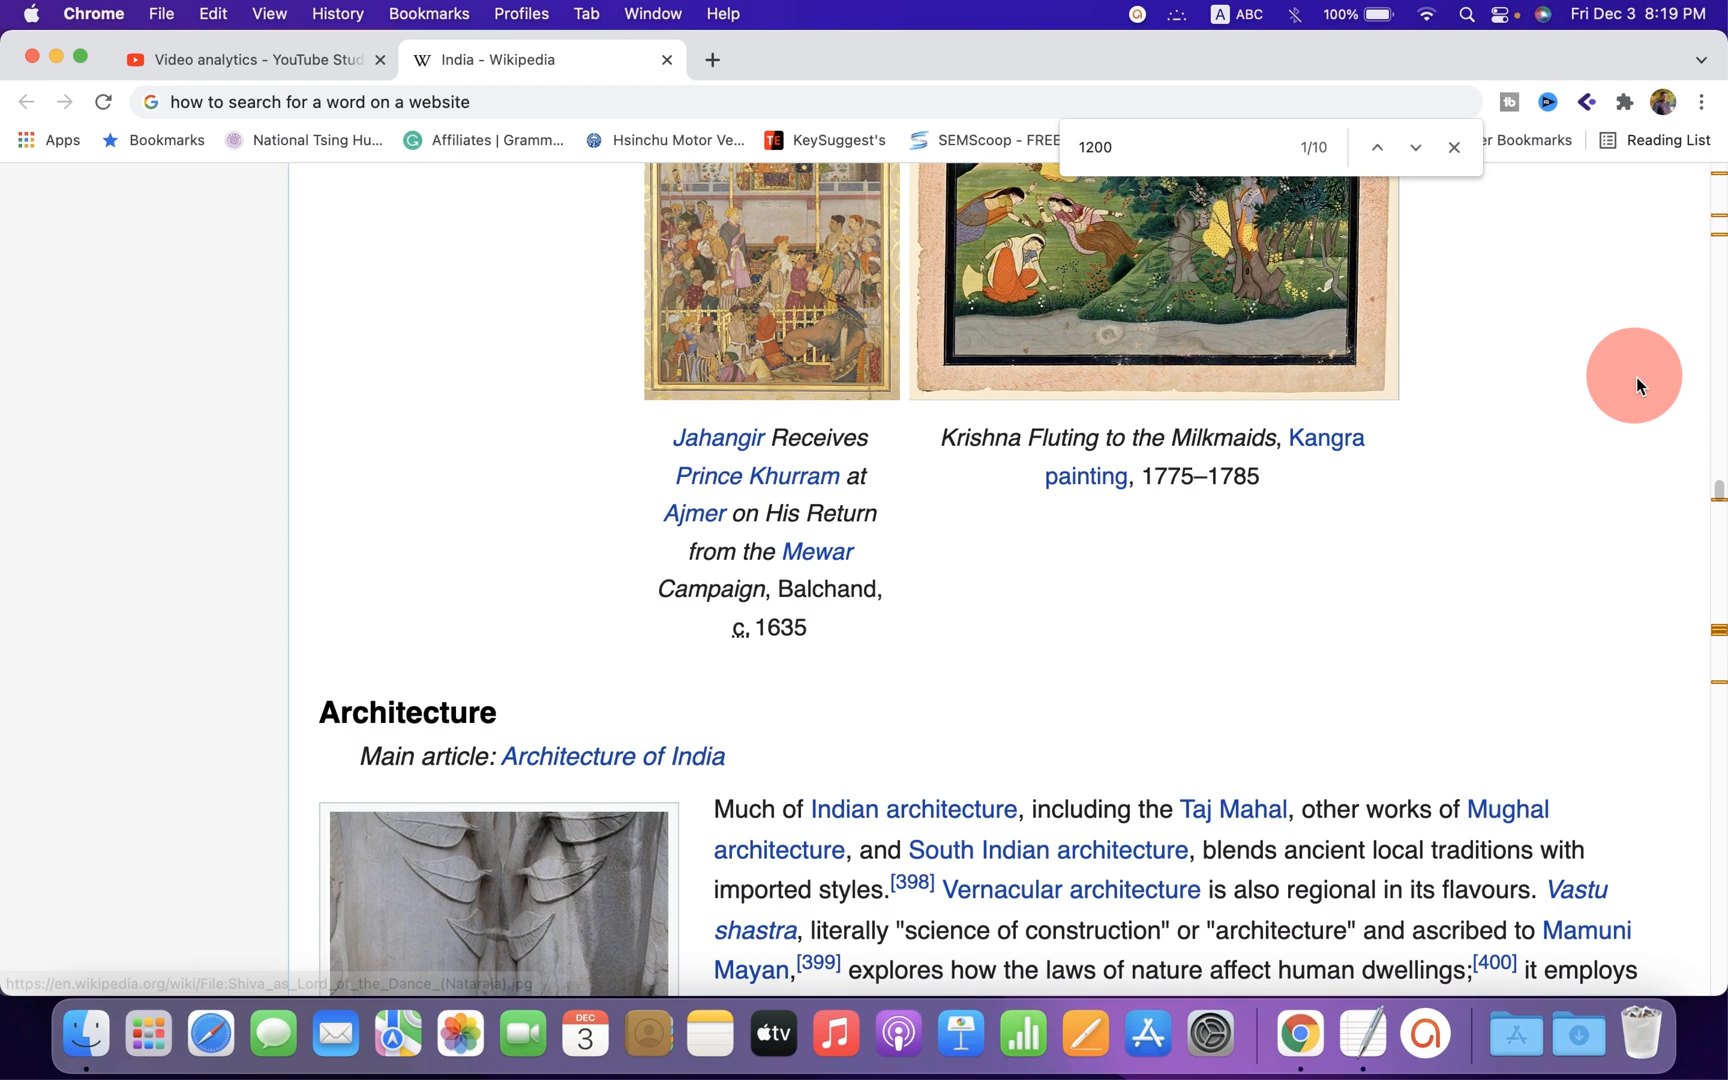 Chrome File Edit View History Bookmarks Profiles Tab Window Help A ABC 100% Fri Dec 3 8:19 PM
Video analytics - YouTube Stud India - Wikipedia
how to search for a word on a website
Apps Bookmarks National Tsing Hu... Affiliates | Gramm... Hsinchu Motor Ve... TE KeySuggest's SEMScoop - FREE er Bookmarks Reading List
1200 1/10
Jahangir Receives
Prince Khurram at
Ajmer on His Return
from the Mewar
Campaign, Balchand,
c. 1635
Krishna Fluting to the Milkmaids, Kangra
painting, 1775–1785
Architecture
Main article: Architecture of India
Much of Indian architecture, including the Taj Mahal, other works of Mughal
architecture, and South Indian architecture, blends ancient local traditions with
imported styles.[398] Vernacular architecture is also regional in its flavours. Vastu
shastra, literally "science of construction" or "architecture" and ascribed to Mamuni
Mayan,[399] explores how the laws of nature affect human dwellings;[400] it employs
https://en.wikipedia.org/wiki/File:Shiva_as_Lord_of_the_Dance_(Nataraja).jpg
DEC
3
tv